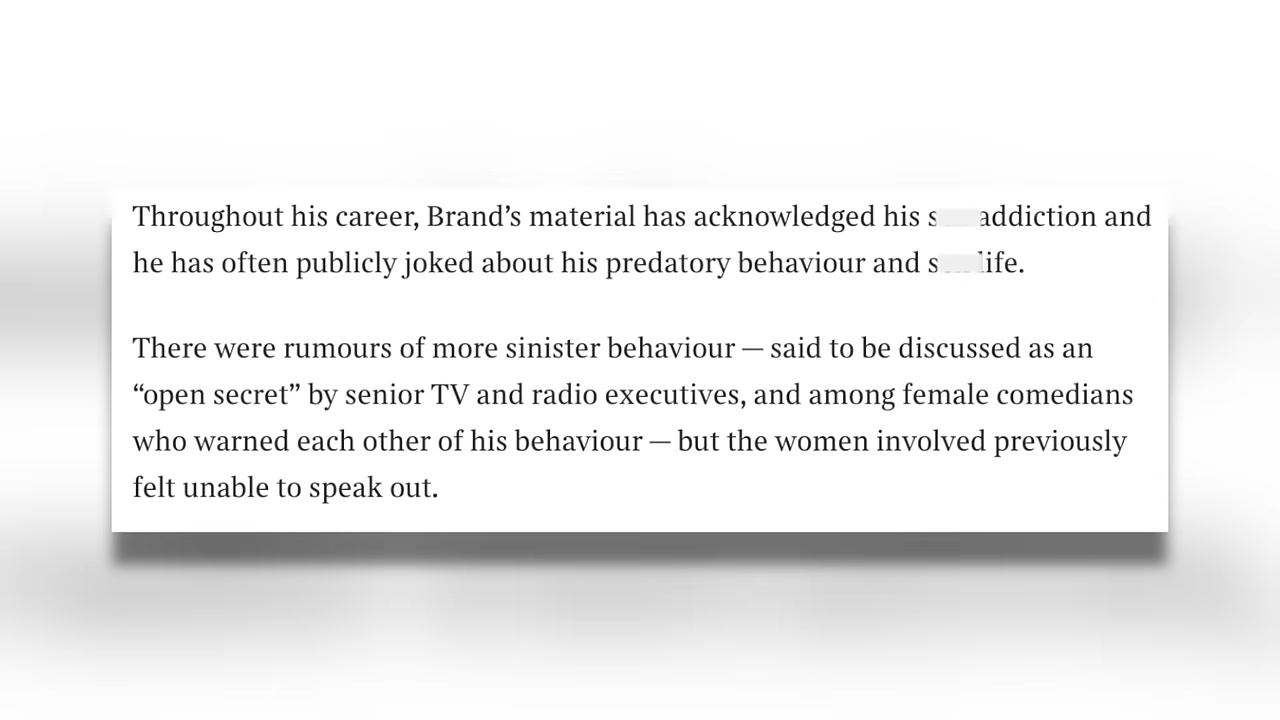 Throughout his career, Brand’s material has acknowledged his s addiction and
he has often publicly joked about his predatory behaviour and s life.
There were rumours of more sinister behaviour — said to be discussed as an
“open secret” by senior TV and radio executives, and among female comedians
who warned each other of his behaviour — but the women involved previously
felt unable to speak out.